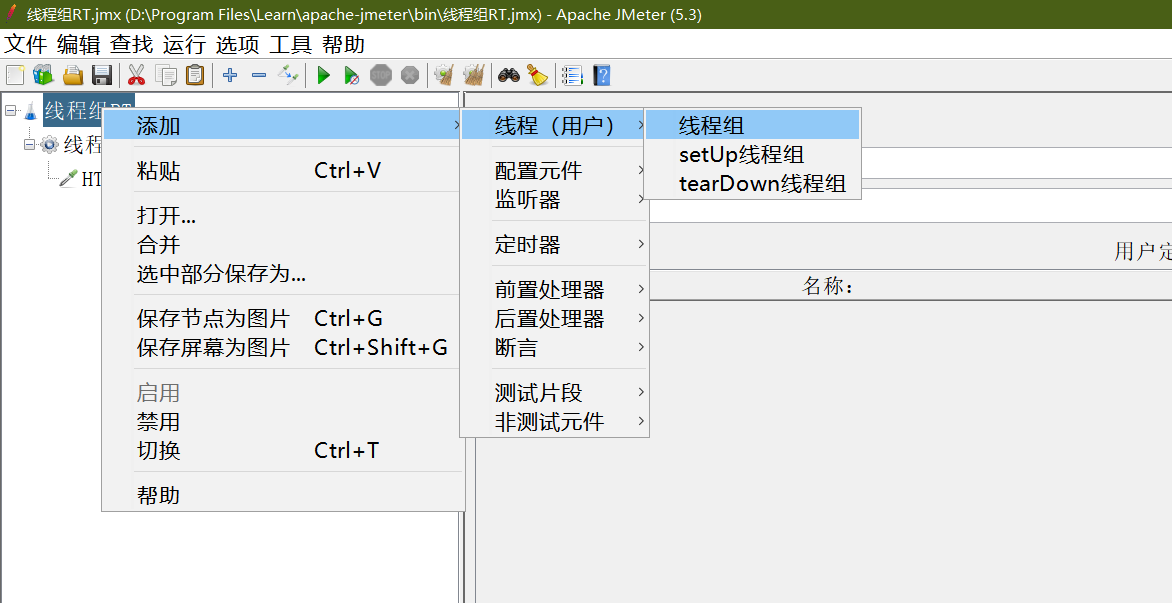 线程组RT.jmx (D:\Program Files\Learn\apache-jmeter\bin\线程组RT.jmx) - Apache JMeter (5.3)
文件 编辑 查找 运行 选项 工具 帮助
STOP
线程组RT
线程
HT
添加
粘贴 Ctrl+V
打开...
合并
选中部分保存为...
保存节点为图片 Ctrl+G
保存屏幕为图片 Ctrl+Shift+G
启用
禁用
切换 Ctrl+T
帮助
线程（用户）
配置元件
监听器
定时器
前置处理器
后置处理器
断言
测试片段
非测试元件
线程组
setUp线程组
tearDown线程组
用户定
名称：